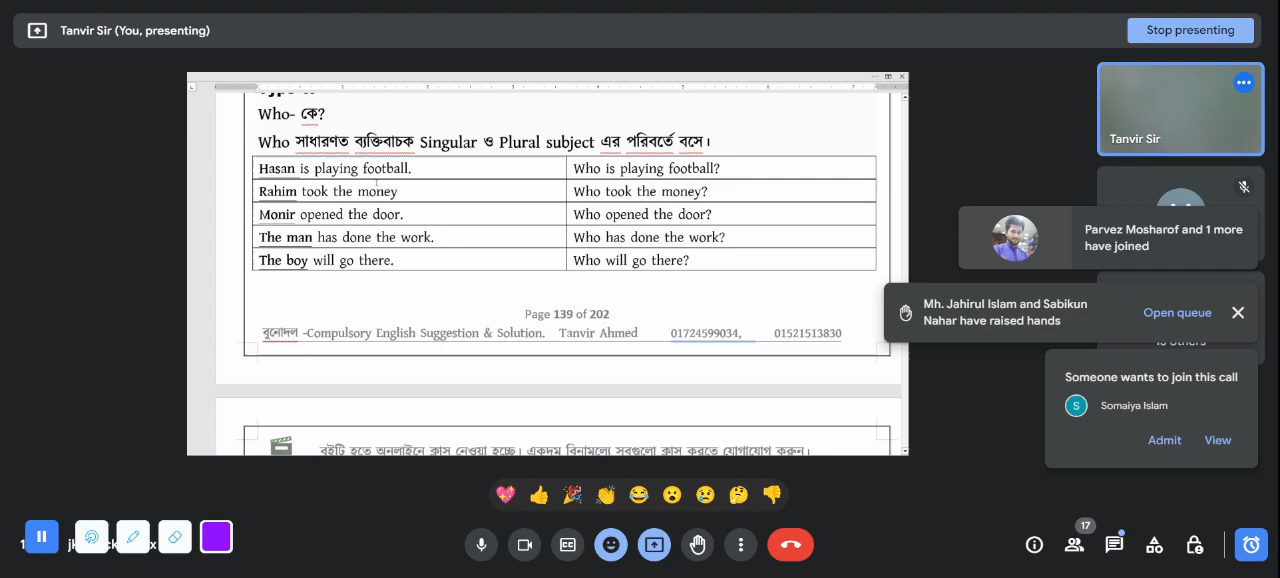 Tanvir Sir (You, presenting)
Stop presenting
Who- কে?
Who সাধারণত ব্যক্তিবাচক Singular ও Plural subject এর পরিবর্তে বসে।
Hasan is playing football. Who is playing football?
Rahim took the money Who took the money?
Monir opened the door. Who opened the door?
The man has done the work. Who has done the work?
The boy will go there. Who will go there?
Page 139 of 202
বুনোদল -Compulsory English Suggestion & Solution. Tanvir Ahmed 01724599034, 01521513830
বইটি হতে অনলাইনে ক্লাস নেওয়া হচ্ছে। একদম বিনামূল্যে সবগুলো ক্লাস করতে যোগাযোগ করুন।
Tanvir Sir
Parvez Mosharof and 1 more
have joined
Mh. Jahirul Islam and Sabikun
Nahar have raised hands
Open queue
Someone wants to join this call
S
Somaiya Islam
Admit
View
17